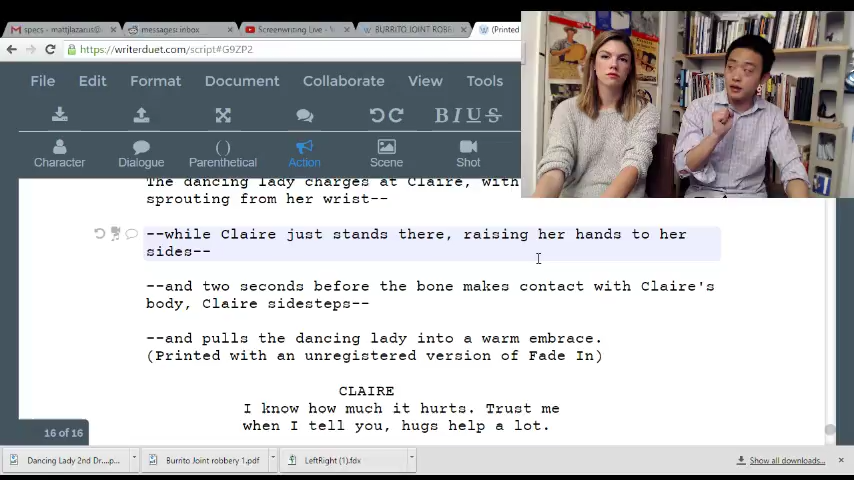 specs - mattjlazarus@
messages: inbox
Screenwriting Live -
BURRITO JOINT ROBB
(Printed
https://writerduet.com/script#G9ZP2
File Edit Format Document Collaborate View Tools
B I U S
Character Dialogue Parenthetical Action Scene Shot
The dancing lady charges at Claire, with
sprouting from her wrist--
--while Claire just stands there, raising her hands to her
sides--
--and two seconds before the bone makes contact with Claire's
body, Claire sidesteps--
--and pulls the dancing lady into a warm embrace.
(Printed with an unregistered version of Fade In)
CLAIRE
I know how much it hurts. Trust me
when I tell you, hugs help a lot.
16 of 16
Dancing Lady 2nd Dr....p...
Burrito Joint robbery 1.pdf
LeftRight (1).fdx
Show all downloads...